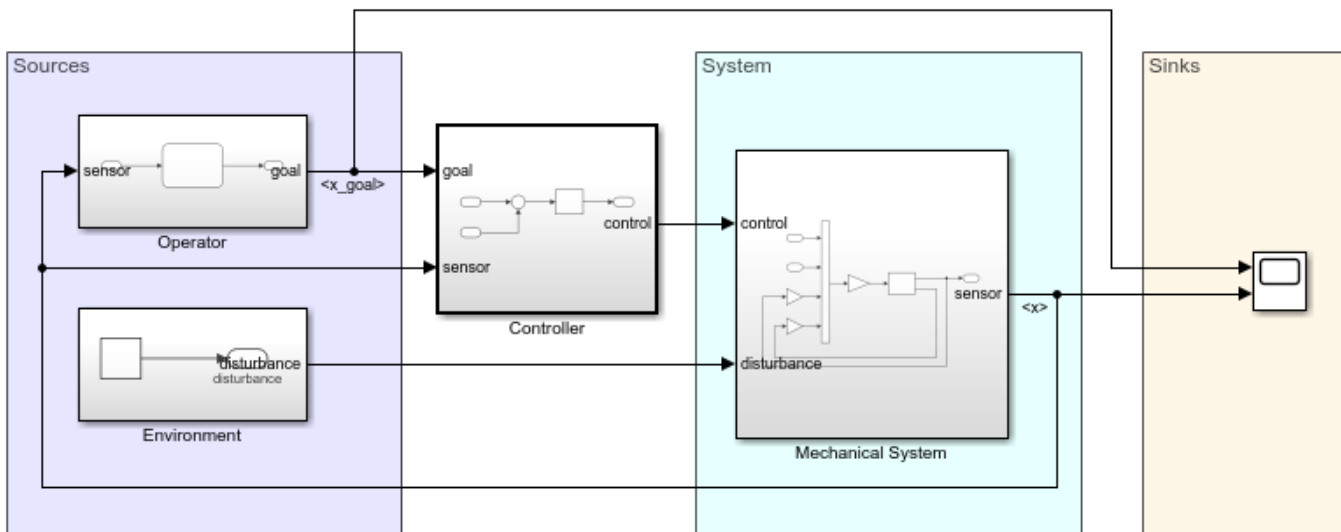 Sources
System
Sinks
sensor
goal
<x_goal>
Operator
goal
control
sensor
Controller
disturbance
disturbance
Environment
control
sensor
<x>
disturbance
Mechanical System